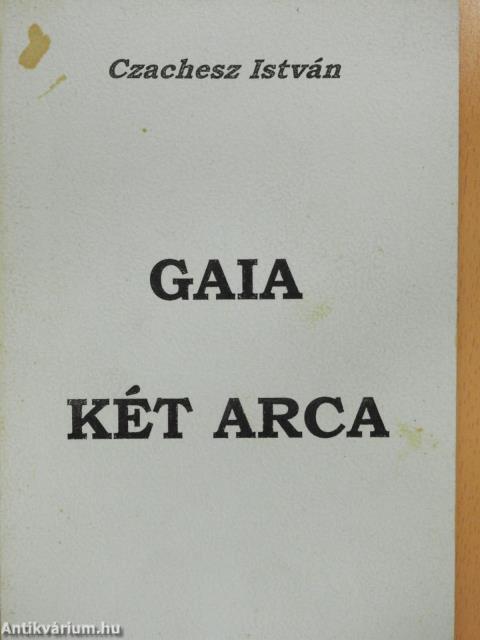 Czachesz István
GAIA
KÉT ARCA
Antikvárium.hu